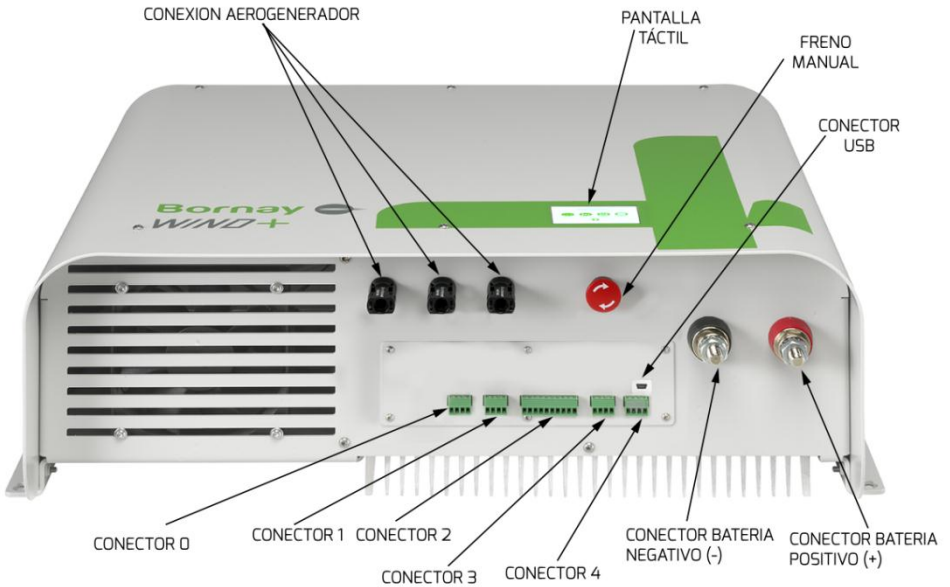 CONEXION AEROGENERADOR
PANTALLA
TÁCTIL
FRENO
MANUAL
CONECTOR
USB
Bornay
WIND+
CONECTOR 0
CONECTOR 1
CONECTOR 2
CONECTOR 3
CONECTOR 4
CONECTOR BATERIA
NEGATIVO (-)
CONECTOR BATERIA
POSITIVO (+)